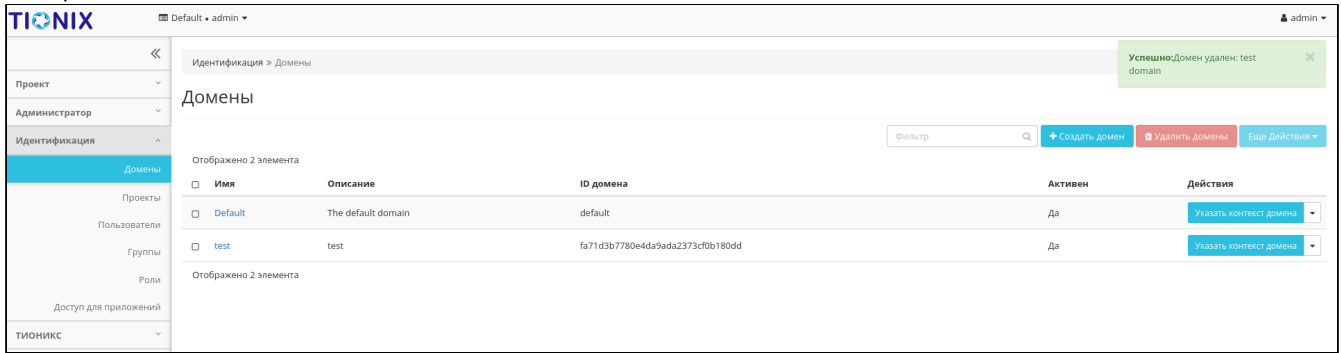 TIONIX
Default • admin
admin
Идентификация » Домены
Успешно:Домен удален: test
domain
Проект
Администратор
Идентификация
Домены
Проекты
Пользователи
Группы
Роли
Доступ для приложений
ТИОНИКС
Домены
Фильтр
Создать домен
Удалить домены
Еще Действия
Отображено 2 элемента
Имя Описание ID домена Активен Действия
Default The default domain default Да Указать контекст домена
test test fa71d3b7780e4da9ada2373cf0b180dd Да Указать контекст домена
Отображено 2 элемента